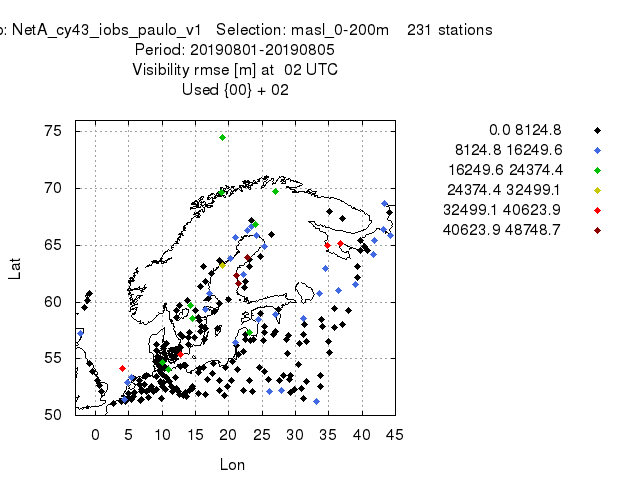 : NetA_cy43_iobs_paulo_v1 Selection: masl_0-200m 231 stations
Period: 20190801-20190805
Visibility rmse [m] at 02 UTC
Used {00} + 02
0.0 8124.8
8124.8 16249.6
16249.6 24374.4
24374.4 32499.1
32499.1 40623.9
40623.9 48748.7
75
70
65
60
55
50
Lat
0 5 10 15 20 25 30 35 40 45
Lon